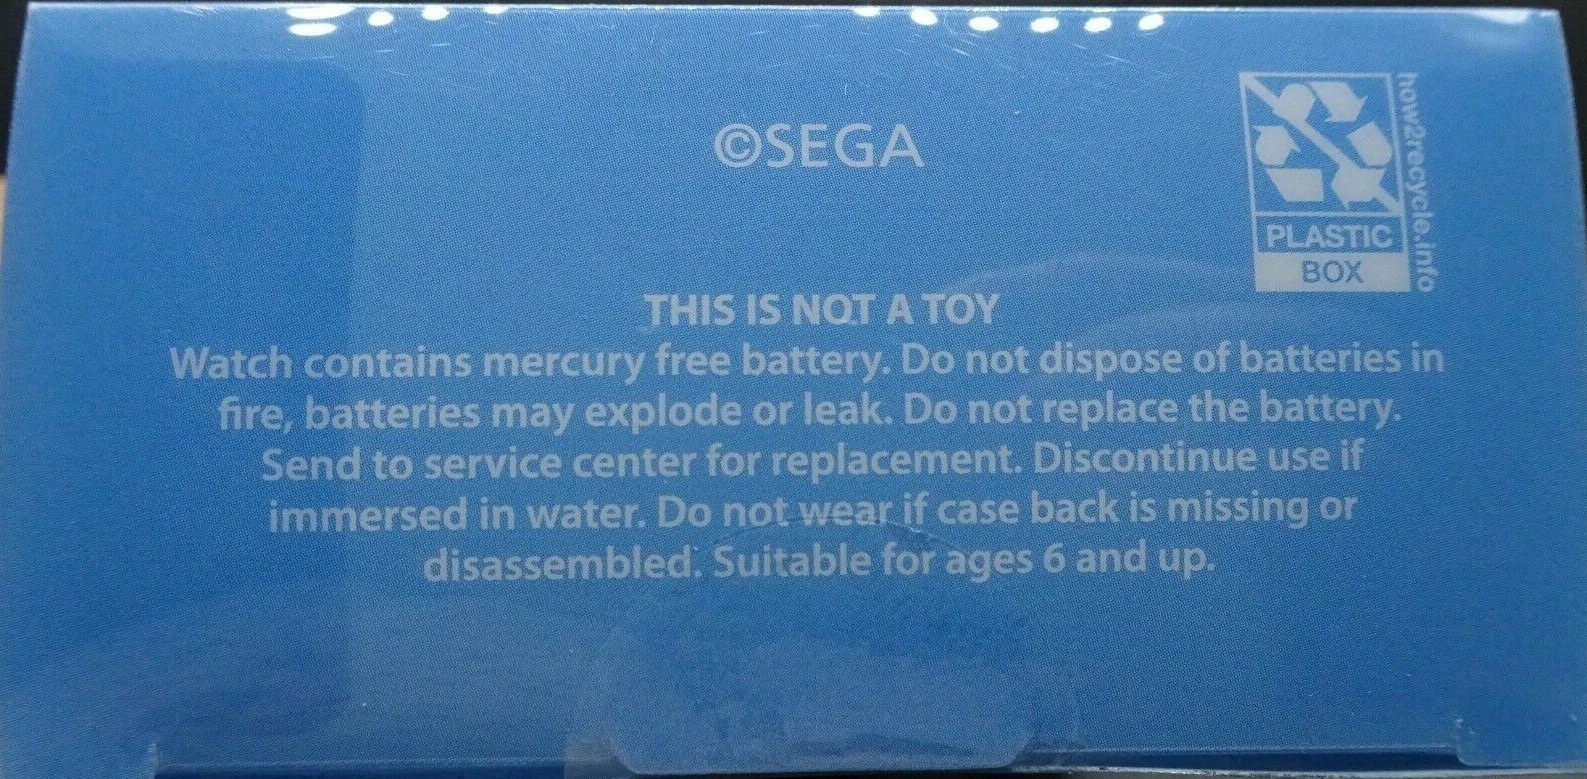 ©SEGA
how2recycle.info
PLASTIC
BOX
THIS IS NOT A TOY
Watch contains mercury free battery. Do not dispose of batteries in
fire, batteries may explode or leak. Do not replace the battery.
Send to service center for replacement. Discontinue use if
immersed in water. Do not wear if case back is missing or
disassembled. Suitable for ages 6 and up.